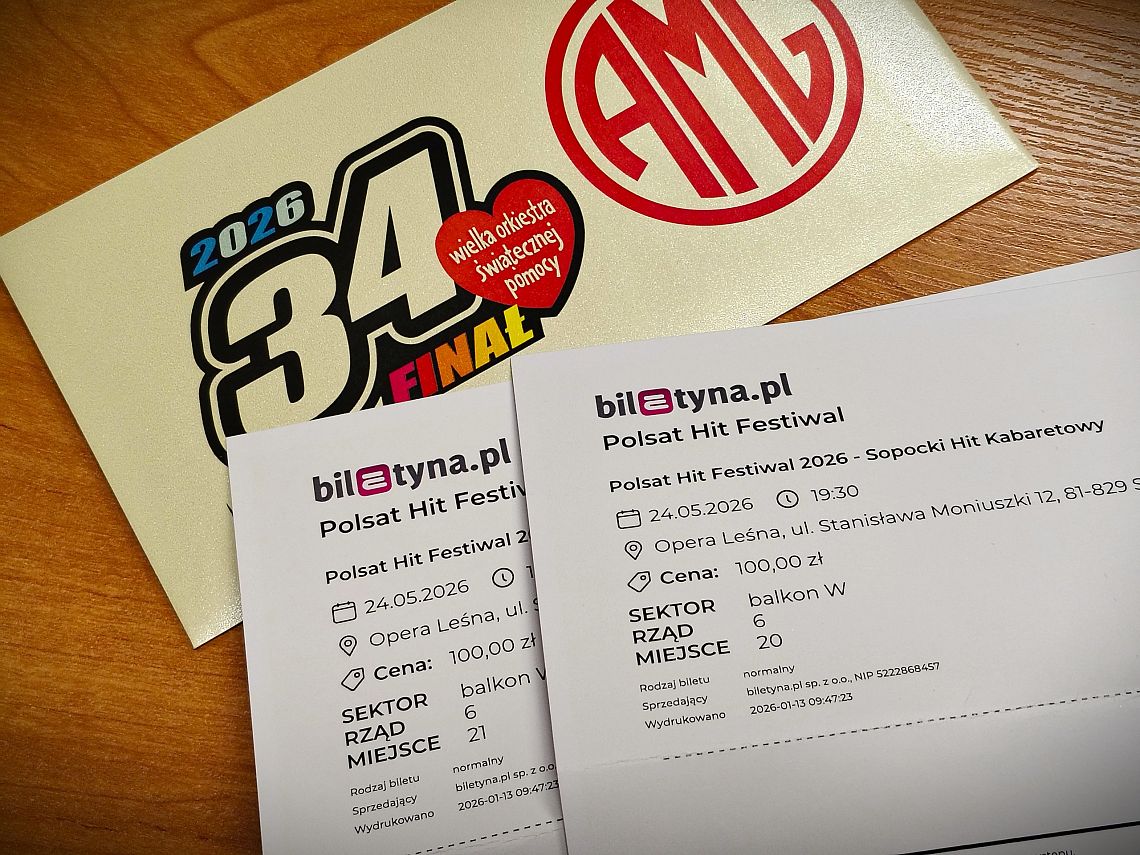 AMG
2026
34
FINAŁ
wielka orkiestra
świątecznej
pomocy
biletyna.pl
Polsat Hit Festiw
Polsat Hit Festiwal 2
24.05.2026
Opera Leśna, ul.
Cena: 100,00 zł
SEKTOR balkon
RZĄD 6
MIEJSCE 21
Rodzaj biletu normalny
Sprzedający biletyna.pl sp. z o.o.
Wydrukowano 2026-01-13 09:47:23
biletyna.pl
Polsat Hit Festiwal
Polsat Hit Festiwal 2026 - Sopocki Hit Kabaretowy
24.05.2026 19:30
Opera Leśna, ul. Stanisława Moniuszki 12, 81-829 S
Cena: 100,00 zł
SEKTOR balkon W
RZĄD 6
MIEJSCE 20
Rodzaj biletu normalny
Sprzedający biletyna.pl sp. z o.o., NIP 5222868457
Wydrukowano 2026-01-13 09:47:23